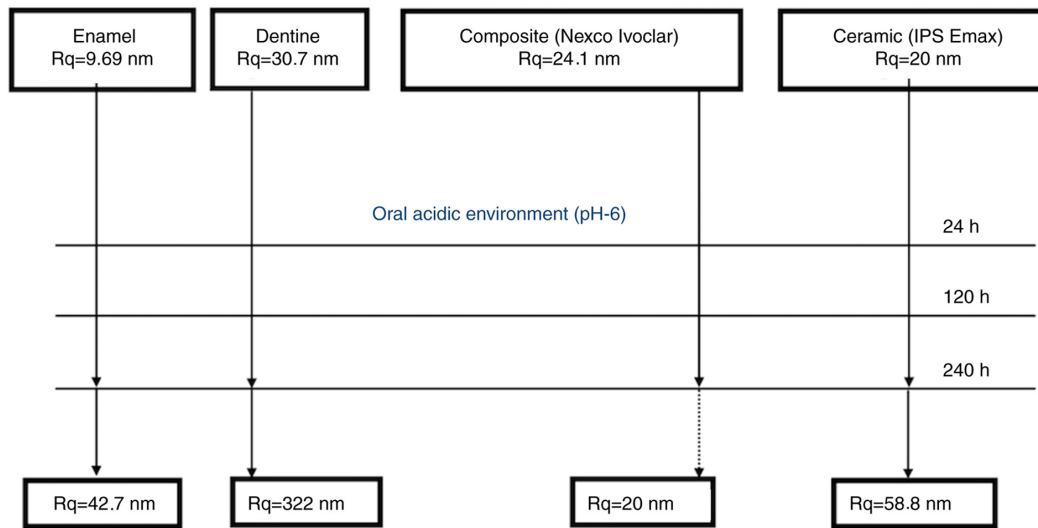 Enamel
Rq=9.69 nm
Dentine
Rq=30.7 nm
Composite (Nexco Ivoclar)
Rq=24.1 nm
Ceramic (IPS Emax)
Rq=20 nm
Oral acidic environment (pH-6)
24 h
120 h
240 h
Rq=42.7 nm
Rq=322 nm
Rq=20 nm
Rq=58.8 nm